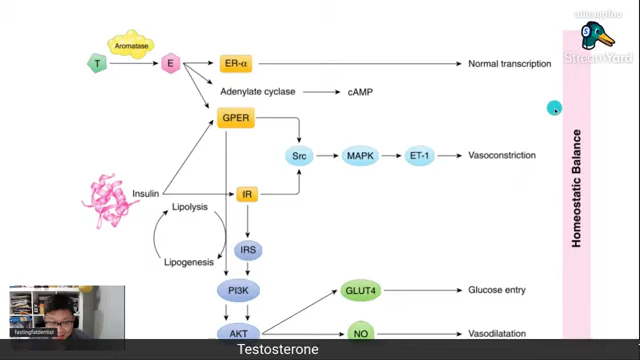 StreamYard
Aromatase
T
E
ER-α
Normal transcription
Adenylate cyclase
cAMP
GPER
Src
MAPK
ET-1
Vasoconstriction
Insulin
IR
Lipolysis
Lipogenesis
IRS
PI3K
GLUT4
Glucose entry
AKT
NO
Vasodilatation
Homeostatic Balance
fastingfatdentist
Testosterone